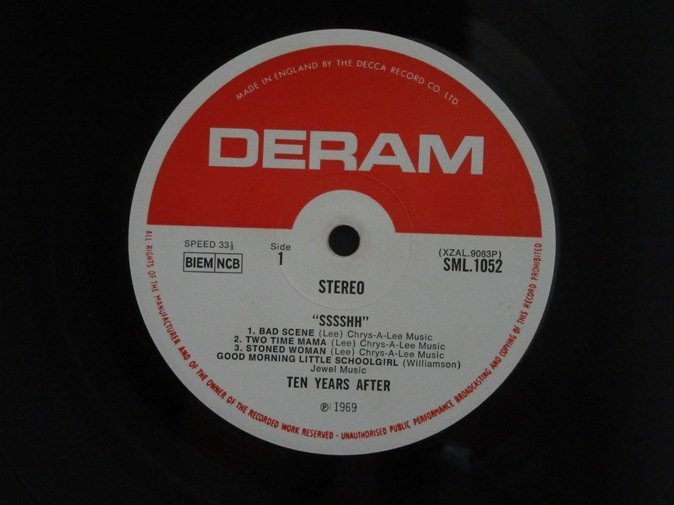 MADE IN ENGLAND BY THE DECCA RECORD CO. LTD.
DERAM
SPEED 33⅓
Side
1
(XZAL.9083P)
SML.1052
BIEM NCB
STEREO
"SSSSHH"
1. BAD SCENE (Lee) Chrys-A-Lee Music
2. TWO TIME MAMA (Lee) Chrys-A-Lee Music
3. STONED WOMAN (Lee) Chrys-A-Lee Music
GOOD MORNING LITTLE SCHOOLGIRL (Williamson)
Jewel Music
TEN YEARS AFTER
℗ 1969
ALL RIGHTS OF THE MANUFACTURER AND OF THE OWNER OF THE RECORDED WORK RESERVED · UNAUTHORISED PUBLIC PERFORMANCE BROADCASTING AND COPYING OF THIS RECORD PROHIBITED